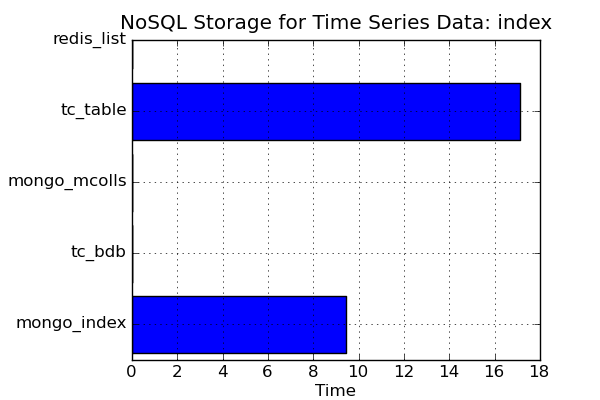 NoSQL Storage for Time Series Data: index
redis_list
tc_table
mongo_mcolls
tc_bdb
mongo_index
0 2 4 6 8 10 12 14 16 18
Time